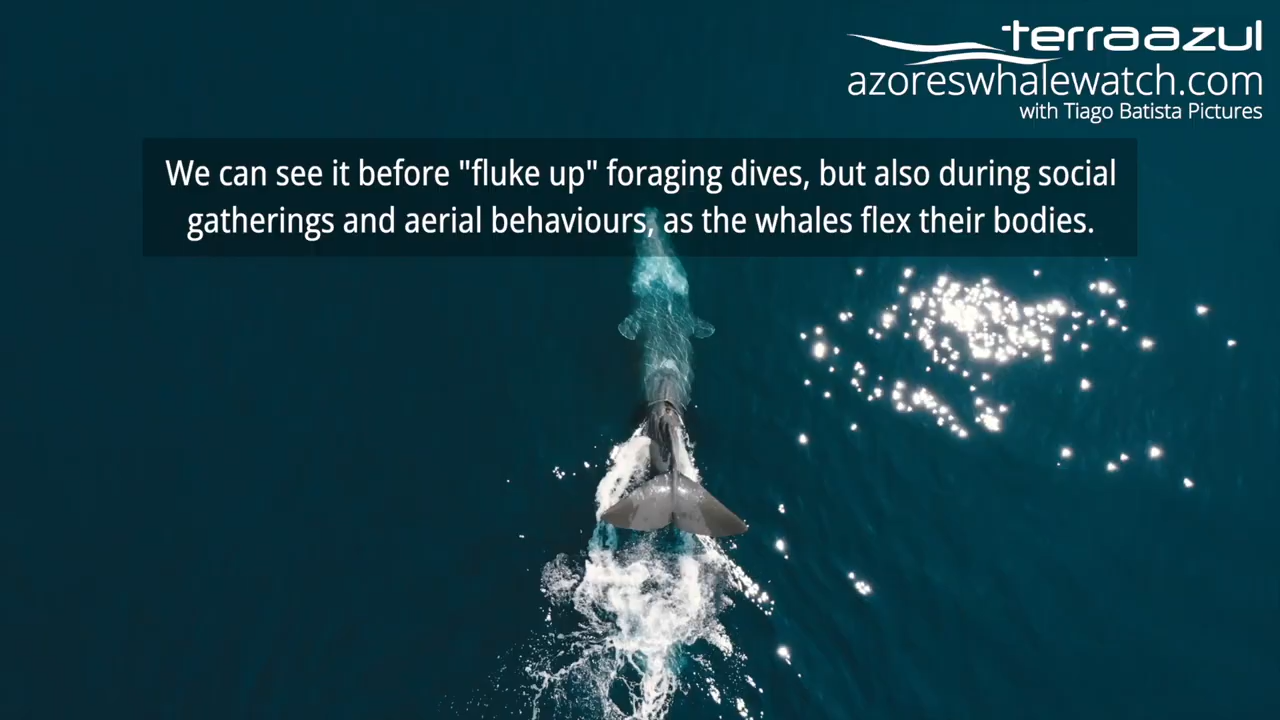 terraazul
azoreswhalewatch.com
with Tiago Batista Pictures
We can see it before "fluke up" foraging dives, but also during social
gatherings and aerial behaviours, as the whales flex their bodies.